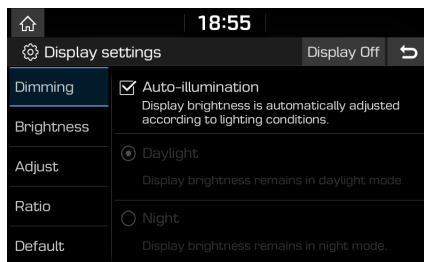 18:55
Display settings
Display Off
Dimming
Auto-illumination
Display brightness is automatically adjusted
according to lighting conditions.
Brightness
Daylight
Adjust
Display brightness remains in daylight mode.
Ratio
Night
Default
Display brightness remains in night mode.